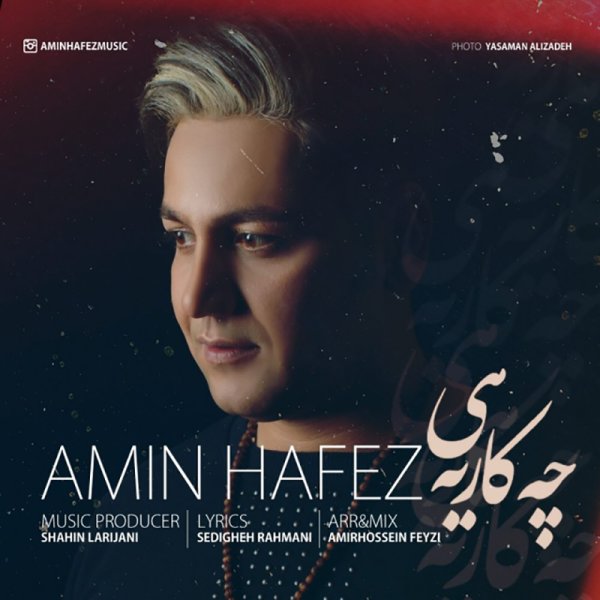 AMINHAFEZMUSIC
PHOTO YASAMAN ALIZADEH
AMIN HAFEZ
چه کاریه هی
MUSIC PRODUCER
SHAHIN LARIJANI
LYRICS
SEDIGHEH RAHMANI
ARR&MIX
AMIRHOSSEIN FEYZI